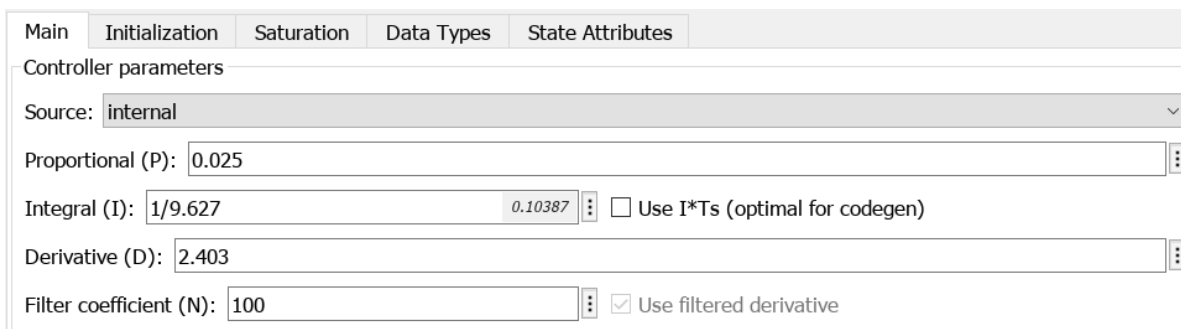 Main Initialization Saturation Data Types State Attributes
Controller parameters
Source: internal
Proportional (P): 0.025
Integral (I): 1/9.627 0.10387 Use I*Ts (optimal for codegen)
Derivative (D): 2.403
Filter coefficient (N): 100 Use filtered derivative